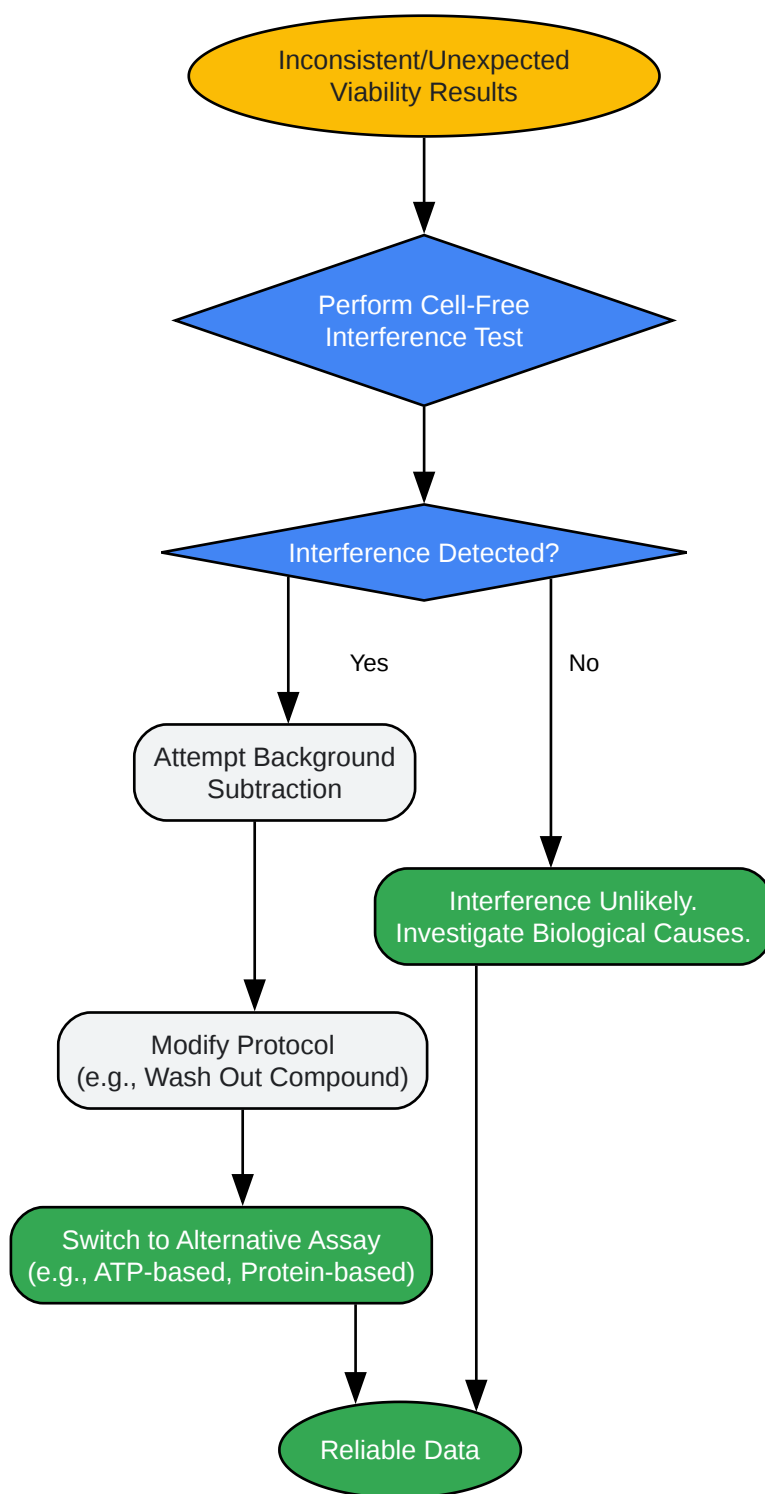 Inconsistent/Unexpected
Viability Results
Perform Cell-Free
Interference Test
Interference Detected?
Yes
No
Attempt Background
Subtraction
Interference Unlikely.
Investigate Biological Causes.
Modify Protocol
(e.g., Wash Out Compound)
Switch to Alternative Assay
(e.g., ATP-based, Protein-based)
Reliable Data